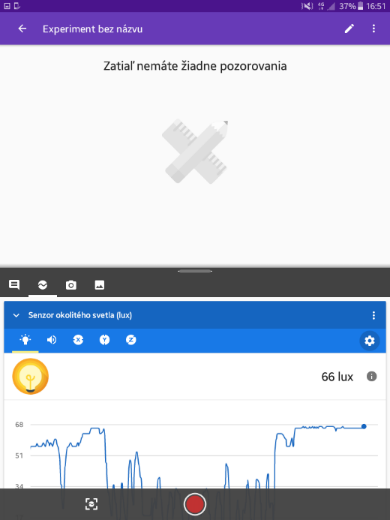 37% 16:51
Experiment bez názvu
Zatiaľ nemáte žiadne pozorovania
Senzor okolitého svetla (lux)
X Y Z
66 lux
68
51
34